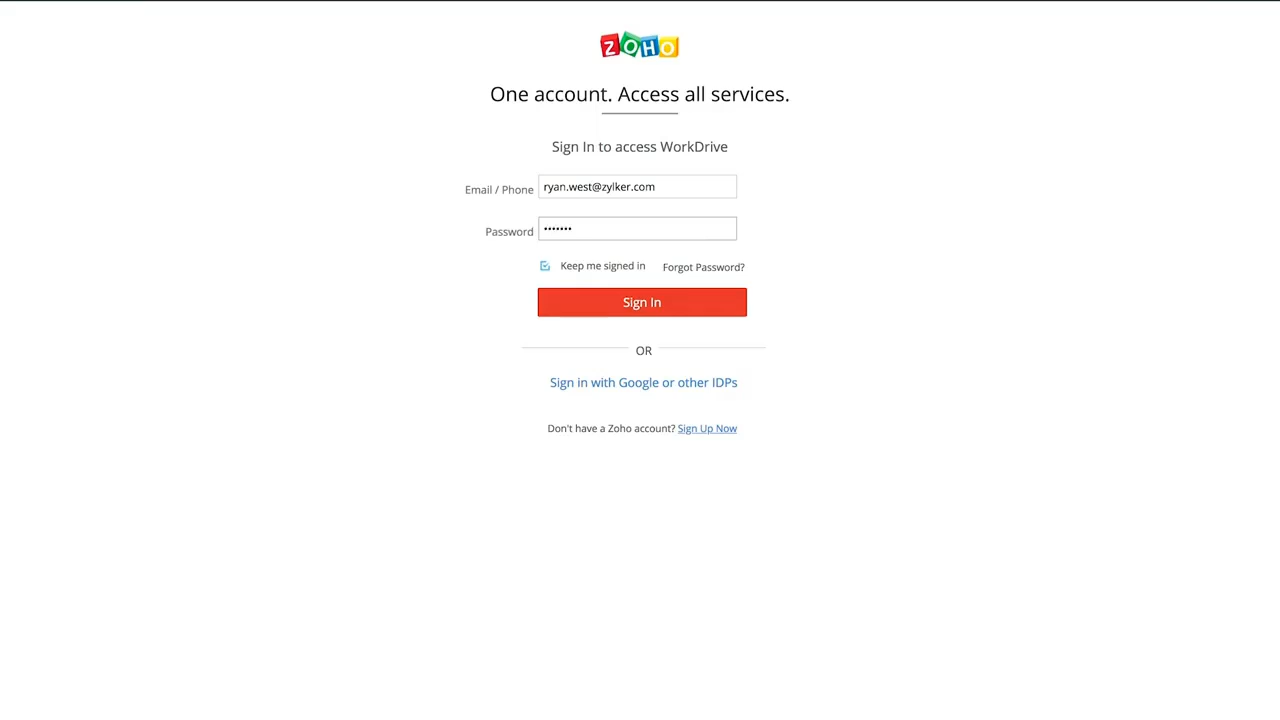 ZOHO
One account. Access all services.
Sign In to access WorkDrive
Email / Phone ryan.west@zylker.com
Password •••••••
Keep me signed in Forgot Password?
Sign In
OR
Sign in with Google or other IDPs
Don't have a Zoho account? Sign Up Now